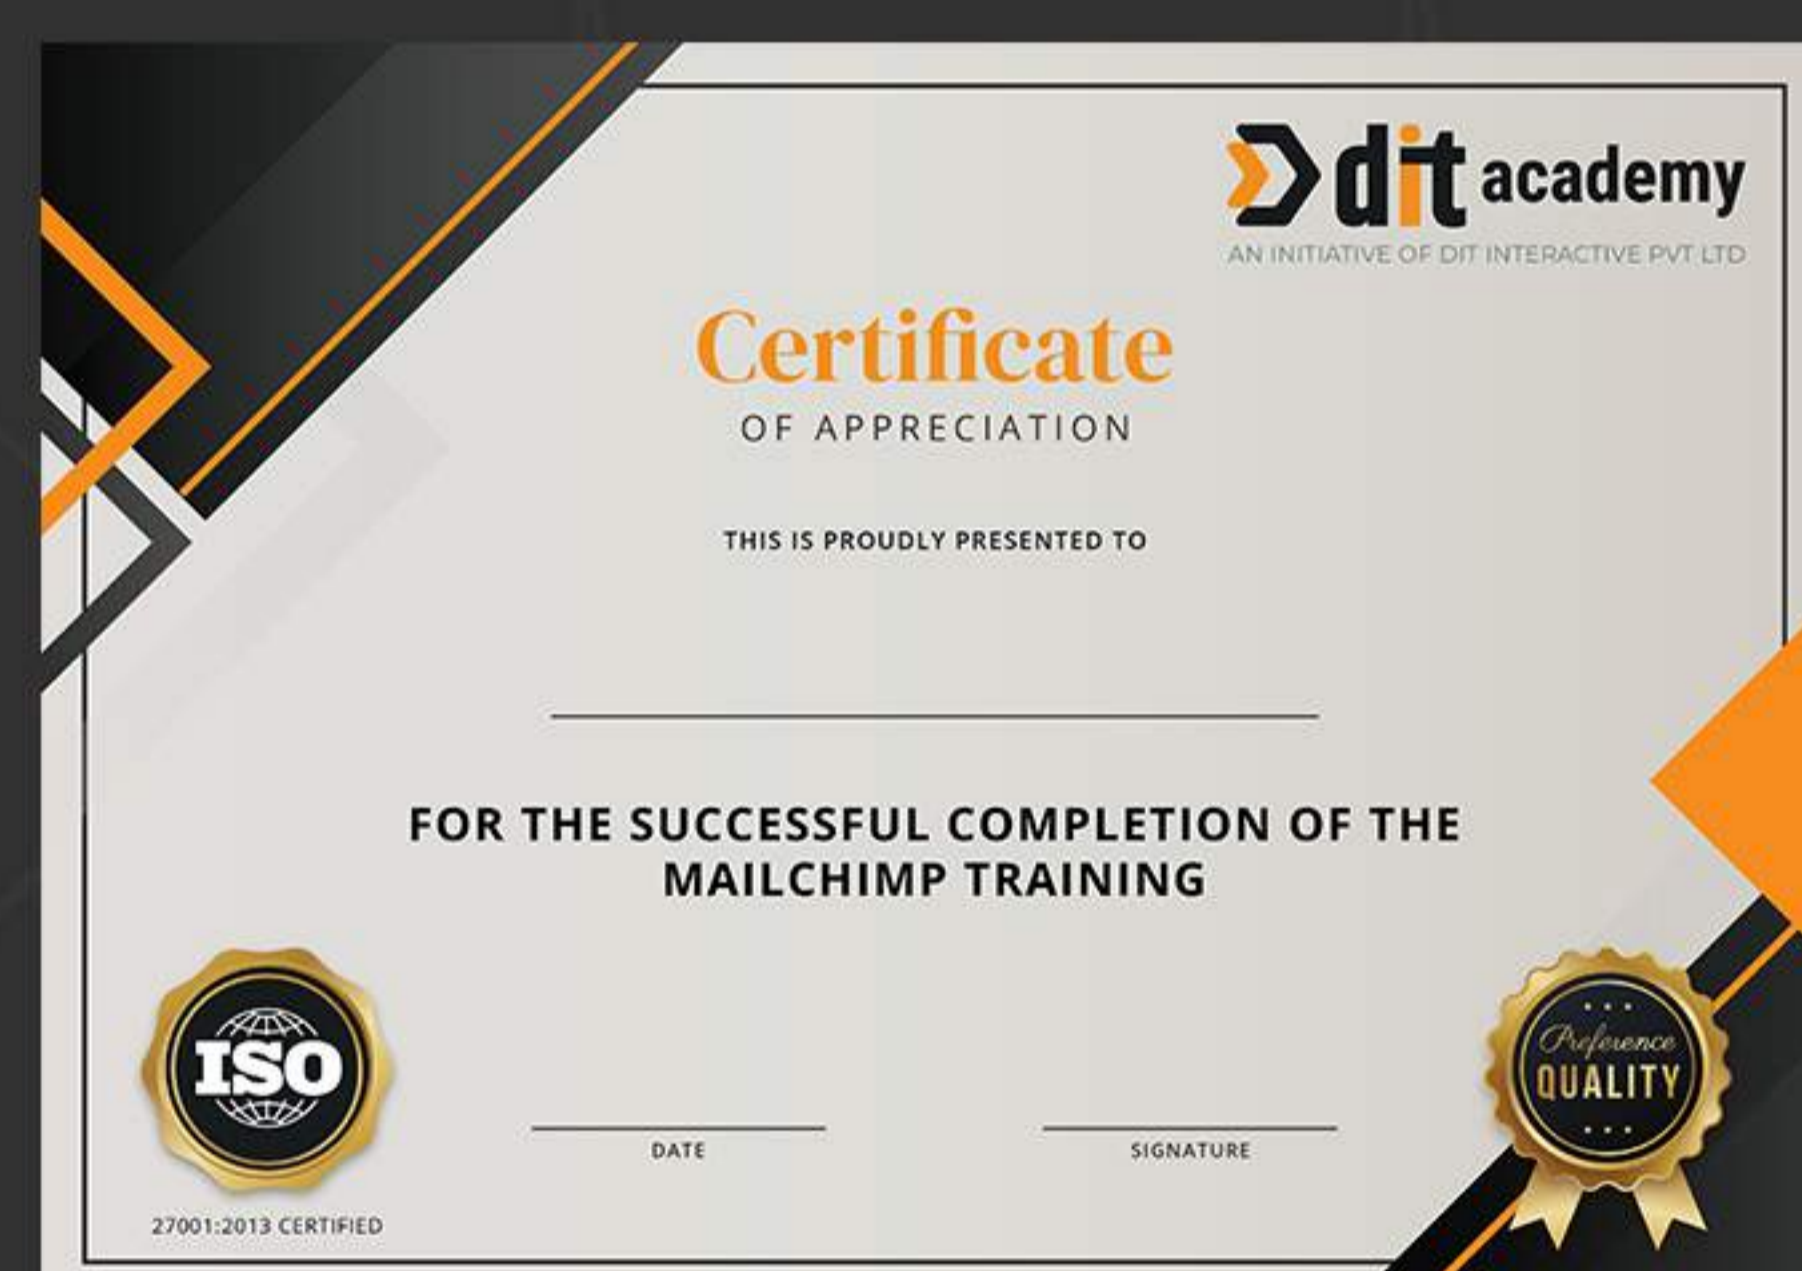 dit academy
AN INITIATIVE OF DIT INTERACTIVE PVT LTD
Certificate
OF APPRECIATION
THIS IS PROUDLY PRESENTED TO
FOR THE SUCCESSFUL COMPLETION OF THE
MAILCHIMP TRAINING
ISO
27001:2013 CERTIFIED
DATE
SIGNATURE
Preference
QUALITY